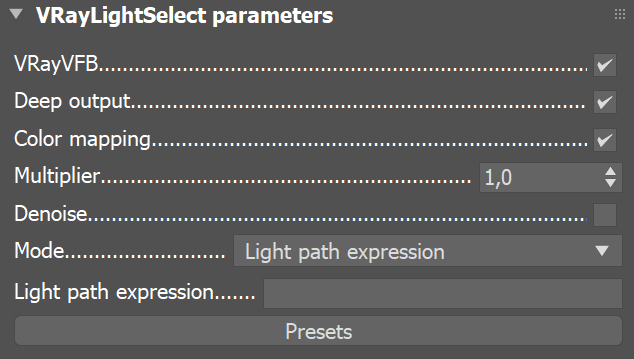 VRayLightSelect parameters
VRayVFB
Deep output
Color mapping
Multiplier 1,0
Denoise
Mode Light path expression
Light path expression
Presets